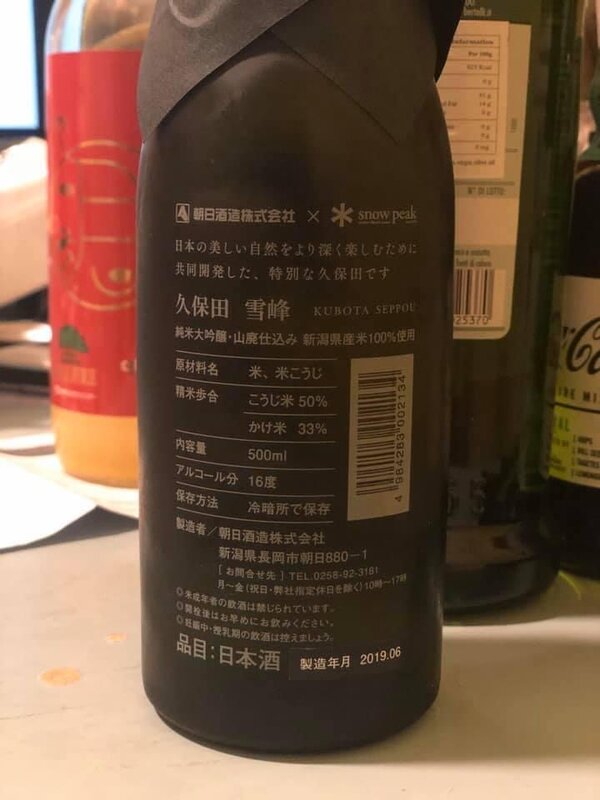 朝日酒造株式会社 × snow peak
日本の美しい自然をより深く楽しむために
共同開発した、特別な久保田です
久保田 雪峰 KUBOTA SEPPOU
純米大吟醸・山廃仕込み 新潟県産米100%使用
原材料名 米、米こうじ
精米歩合 こうじ米 50%
かけ米 33%
内容量 500ml
アルコール分 16度
保存方法 冷暗所で保存
4 984283 002134
製造者/朝日酒造株式会社
新潟県長岡市朝日880-1
[お問合せ先] TEL.0258-92-3181
月〜金(祝日・弊社指定休日を除く)10時〜17時
◎未成年者の飲酒は禁じられています。
◎開栓後はお早めにお飲みください。
◎妊娠中・授乳期の飲酒は控えましょう。
品目:日本酒 製造年月 2019.06
N° DI LOTTO:
25370